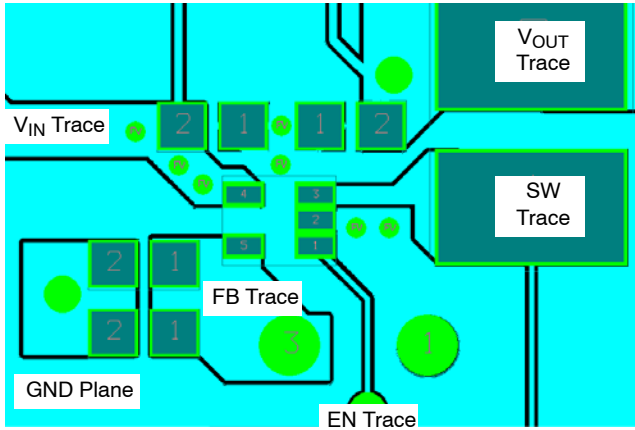 VOUT
Trace
VIN Trace
2
1
1
2
FV
FV
FV
FV
FV
4
3
2
1
5
FV
FV
SW
Trace
2
1
FB Trace
2
1
3
1
GND Plane
EN Trace